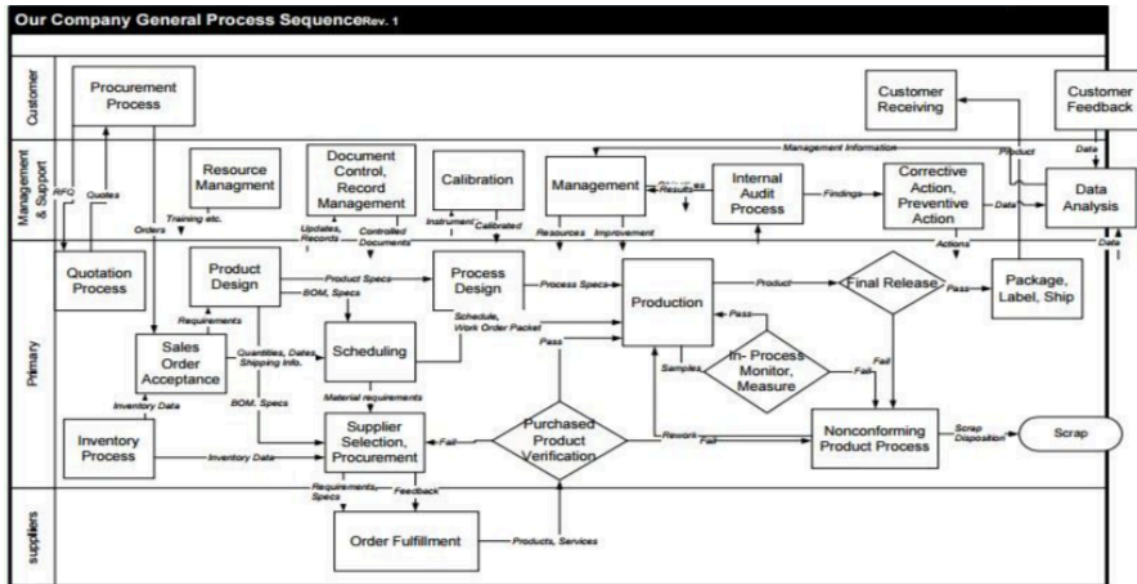 Our Company General Process Sequence Rev. 1
Customer
Procurement
Process
Customer
Receiving
Customer
Feedback
Management
& Support
RFQ
Quotes
Orders
Resource
Managment
Training etc.
Document
Control,
Record
Management
Updates,
Records
Controlled
Documents
Calibration
Calibrated
Management Information
Management
Results
Resources
Improvement
Internal
Audit
Process
Findings
Corrective
Action,
Preventive
Action
Data
Actions
Product
Data
Data
Analysis
Data
Primary
Quotation
Process
Product
Design
Product Specs
BOM, Specs
Process
Design
Process Specs
Schedule,
Work Order Packet
Production
Product
Final Release
Pass
Package,
Label, Ship
Requirements
Sales
Order
Acceptance
Quantities, Dates,
Shipping Info.
Scheduling
Pass
Pass
Samples
In- Process
Monitor,
Measure
Fail
Fail
Inventory Data
BOM. Specs
Material requirements
Inventory
Process
Inventory Data
Supplier
Selection,
Procurement
Fail
Purchased
Product
Verification
Rework
Fail
Nonconforming
Product Process
Scrap
Disposition
Scrap
suppliers
Requirements,
Specs
Feedback
Order Fulfillment
Products, Services